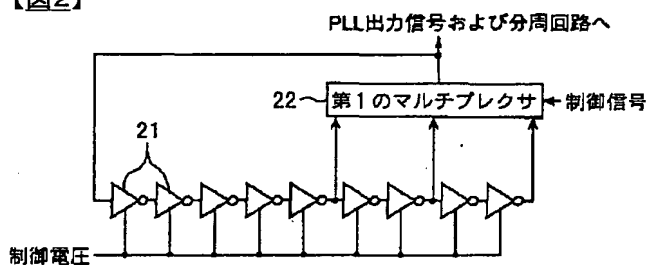 【図2】
PLL出力信号および分周回路へ
22
第1のマルチプレクサ
制御信号
21
制御電圧